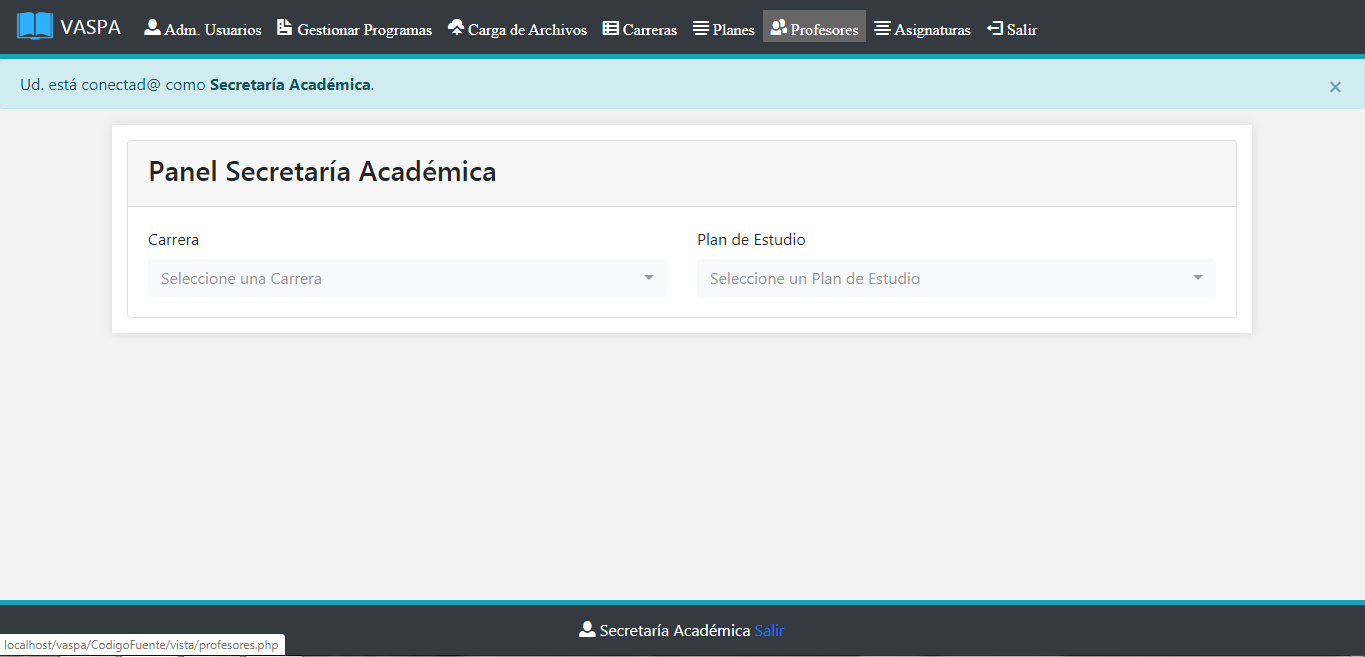 VASPA Adm. Usuarios Gestionar Programas Carga de Archivos Carreras Planes Profesores Asignaturas Salir
Ud. está conectad@ como Secretaría Académica. ×
Panel Secretaría Académica
Carrera
Plan de Estudio
Seleccione una Carrera
Seleccione un Plan de Estudio
Secretaría Académica Salir
localhost/vaspa/CodigoFuente/vista/profesores.php